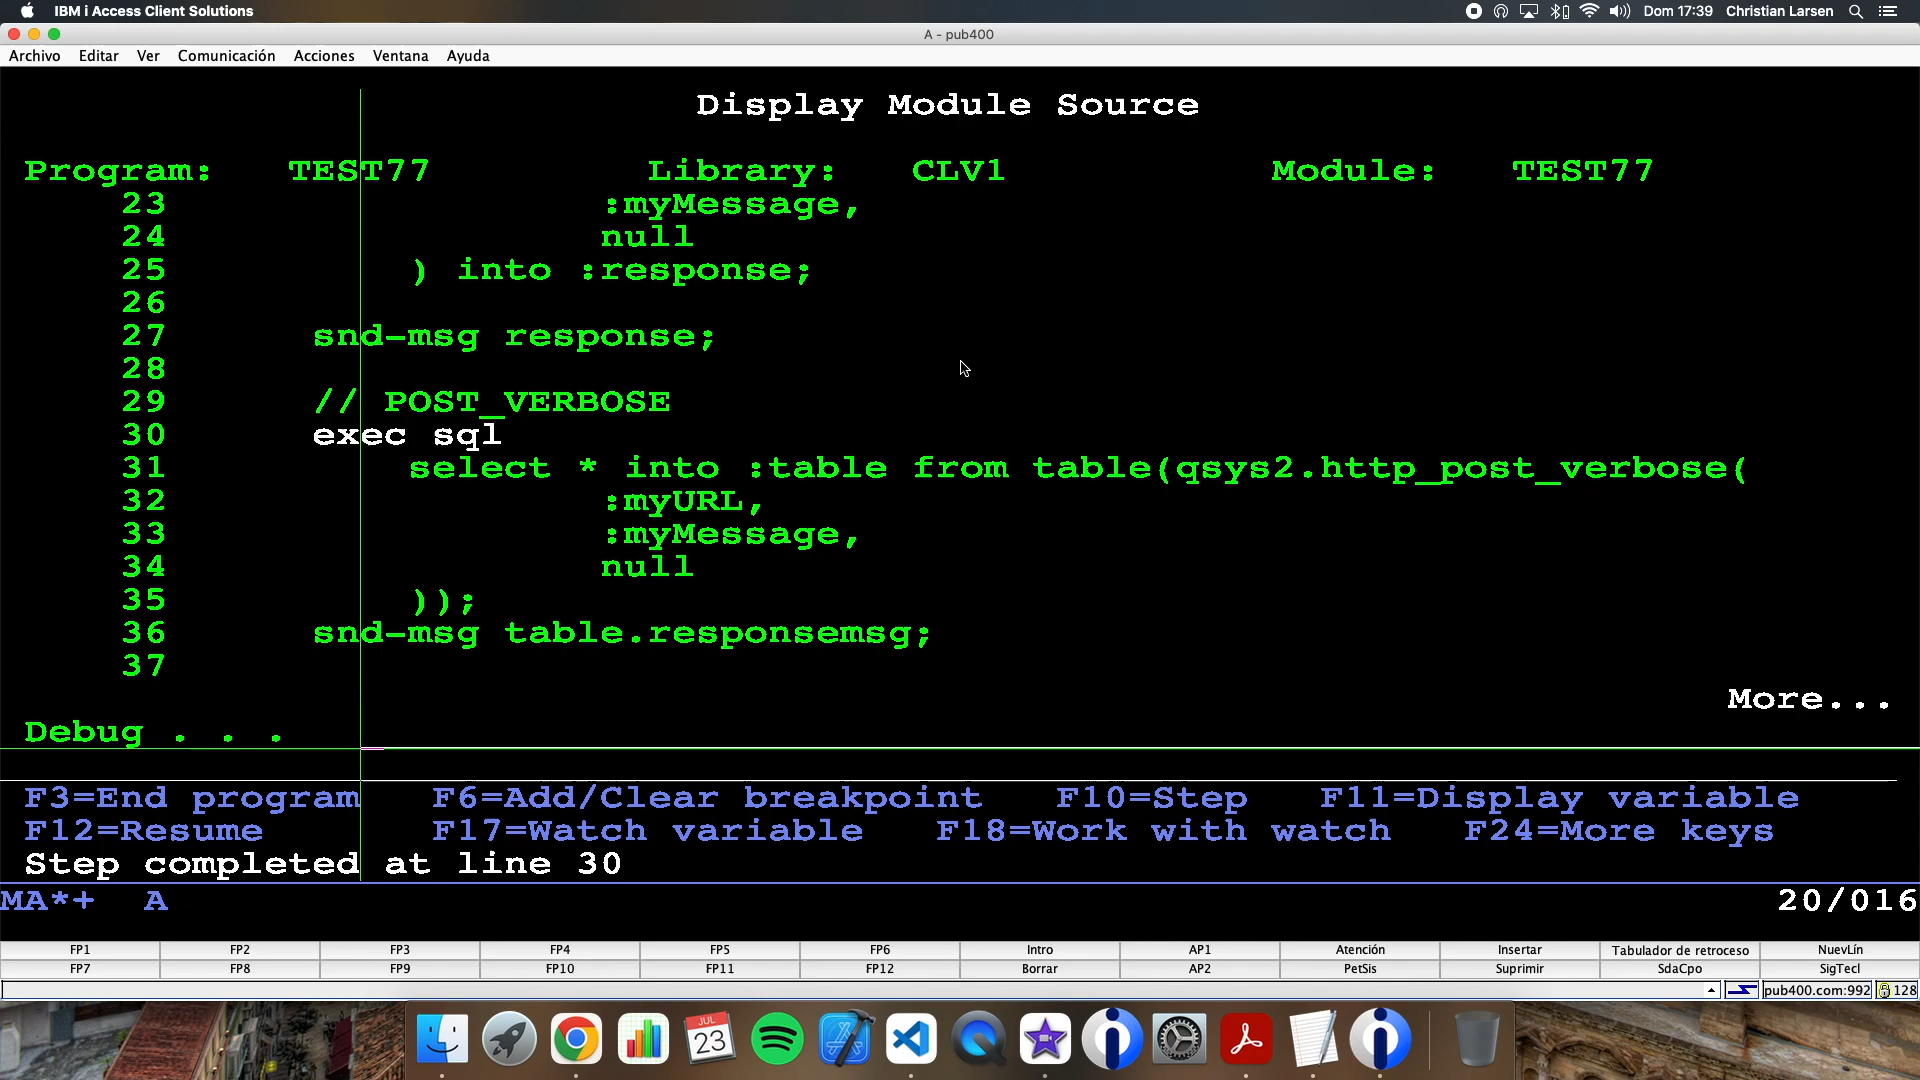 IBM i Access Client Solutions
Dom 17:39 Christian Larsen
A - pub400
Archivo Editar Ver Comunicación Acciones Ventana Ayuda
Display Module Source
Program: TEST77 Library: CLV1 Module: TEST77
23 :myMessage,
24 null
25 ) into :response;
26
27 snd-msg response;
28
29 // POST_VERBOSE
30 exec sql
31 select * into :table from table(qsys2.http_post_verbose(
32 :myURL,
33 :myMessage,
34 null
35 ));
36 snd-msg table.responsemsg;
37
More...
Debug . . .
F3=End program F6=Add/Clear breakpoint F10=Step F11=Display variable
F12=Resume F17=Watch variable F18=Work with watch F24=More keys
Step completed at line 30
MA*+ A 20/016
FP1 FP2 FP3 FP4 FP5 FP6 Intro AP1 Atención Insertar Tabulador de retroceso NuevLín
FP7 FP8 FP9 FP10 FP11 FP12 Borrar AP2 PetSis Suprimir SdaCpo SigTecl
pub400.com:992 128
JUL
23